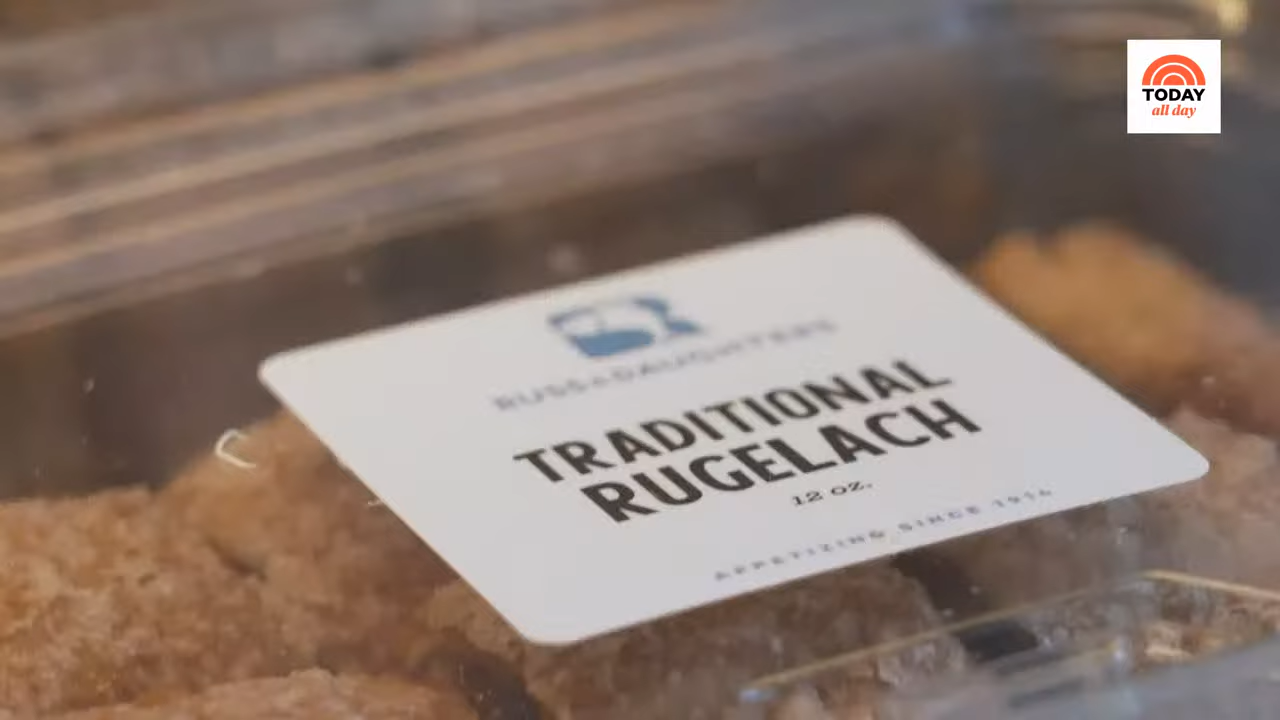 TODAY
all day
RUSS & DAUGHTERS
TRADITIONAL
RUGELACH
12 OZ.
APPETIZING SINCE 1914